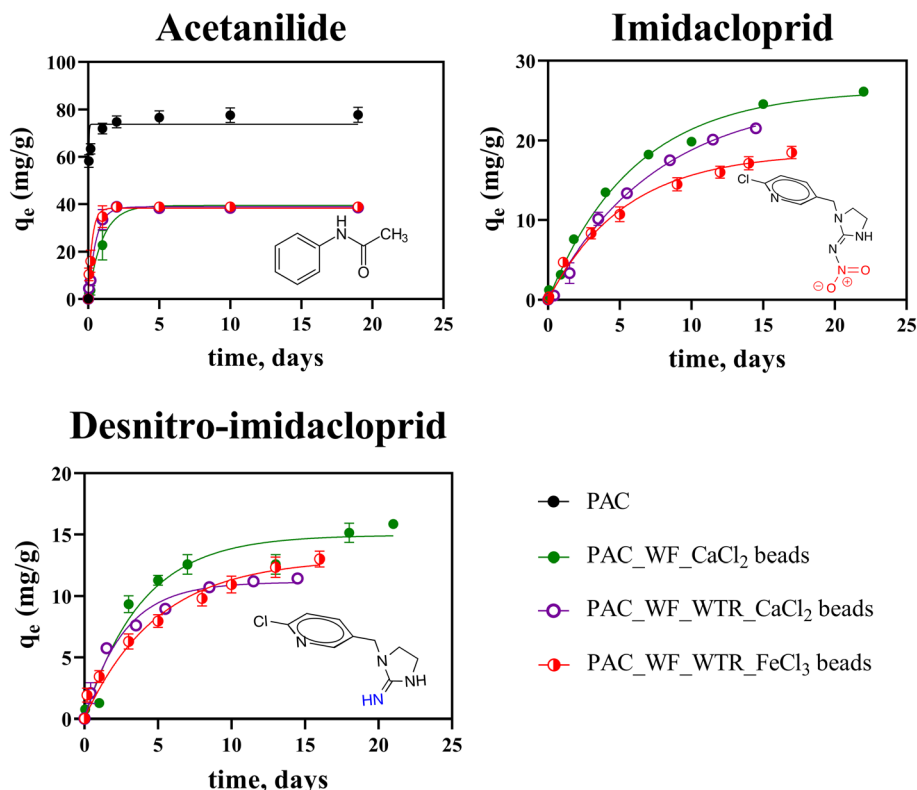 Acetanilide
q_e (mg/g)
100
80
60
40
20
0
H
N
CH₃
O
0 5 10 15 20 25
time, days
Imidacloprid
q_e (mg/g)
30
20
10
0
Cl
N
N
NH
N
N
O
⊕
⊖
O
0 5 10 15 20 25
time, days
Desnitro-imidacloprid
q_e (mg/g)
20
15
10
5
0
Cl
N
N
NH
HN
0 5 10 15 20 25
time, days
PAC
PAC_WF_CaCl₂ beads
PAC_WF_WTR_CaCl₂ beads
PAC_WF_WTR_FeCl₃ beads